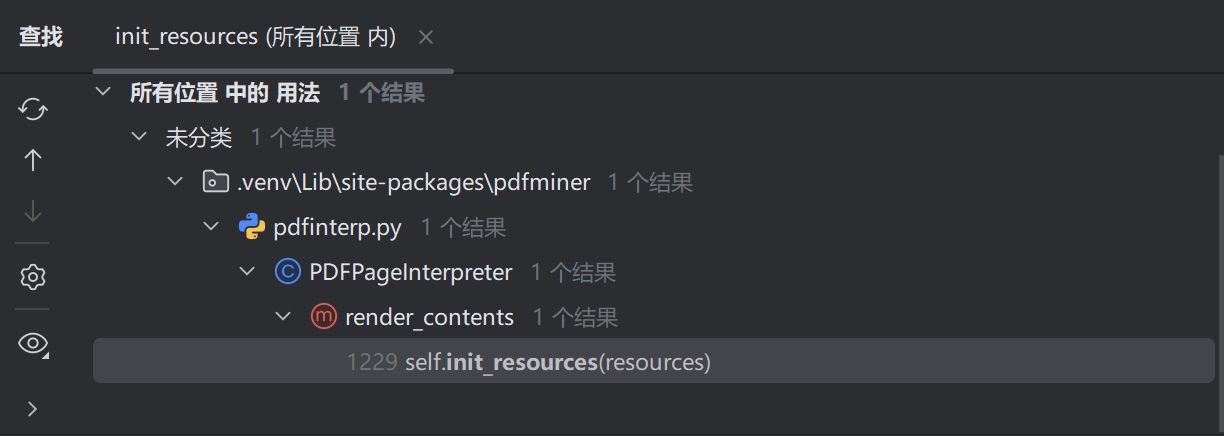 查找 init_resources (所有位置 内)
所有位置 中的 用法 1 个结果
未分类 1 个结果
.venv\Lib\site-packages\pdfminer 1 个结果
pdfinterp.py 1 个结果
PDFPageInterpreter 1 个结果
render_contents 1 个结果
1229 self.init_resources(resources)